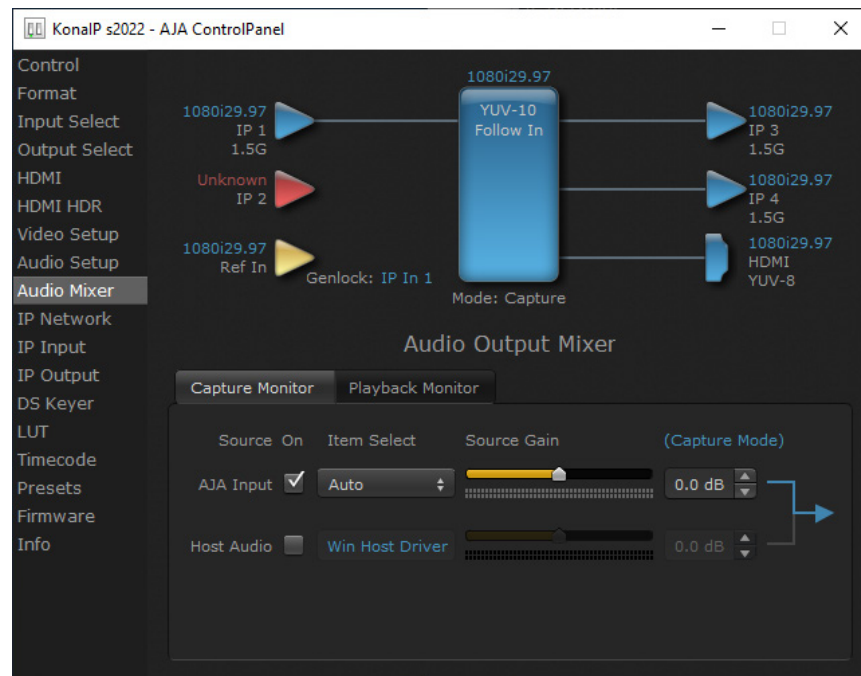 KonaIP s2022 - AJA ControlPanel
Control
Format
Input Select
Output Select
HDMI
HDMI HDR
Video Setup
Audio Setup
Audio Mixer
IP Network
IP Input
IP Output
DS Keyer
LUT
Timecode
Presets
Firmware
Info
1080i29.97
IP 1
1.5G
Unknown
IP 2
1080i29.97
Ref In
Genlock: IP In 1
1080i29.97
YUV-10
Follow In
Mode: Capture
1080i29.97
IP 3
1.5G
1080i29.97
IP 4
1.5G
1080i29.97
HDMI
YUV-8
Audio Output Mixer
Capture Monitor Playback Monitor
Source On Item Select Source Gain (Capture Mode)
AJA Input Auto 0.0 dB
Host Audio Win Host Driver 0.0 dB